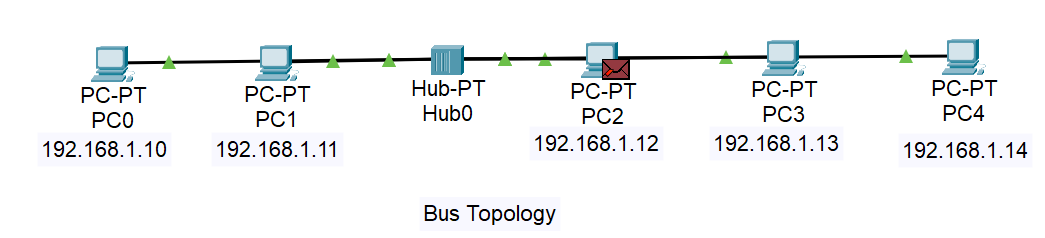 PC-PT
PC0
192.168.1.10
PC-PT
PC1
192.168.1.11
Hub-PT
Hub0
PC-PT
PC2
192.168.1.12
PC-PT
PC3
192.168.1.13
PC-PT
PC4
192.168.1.14
Bus Topology